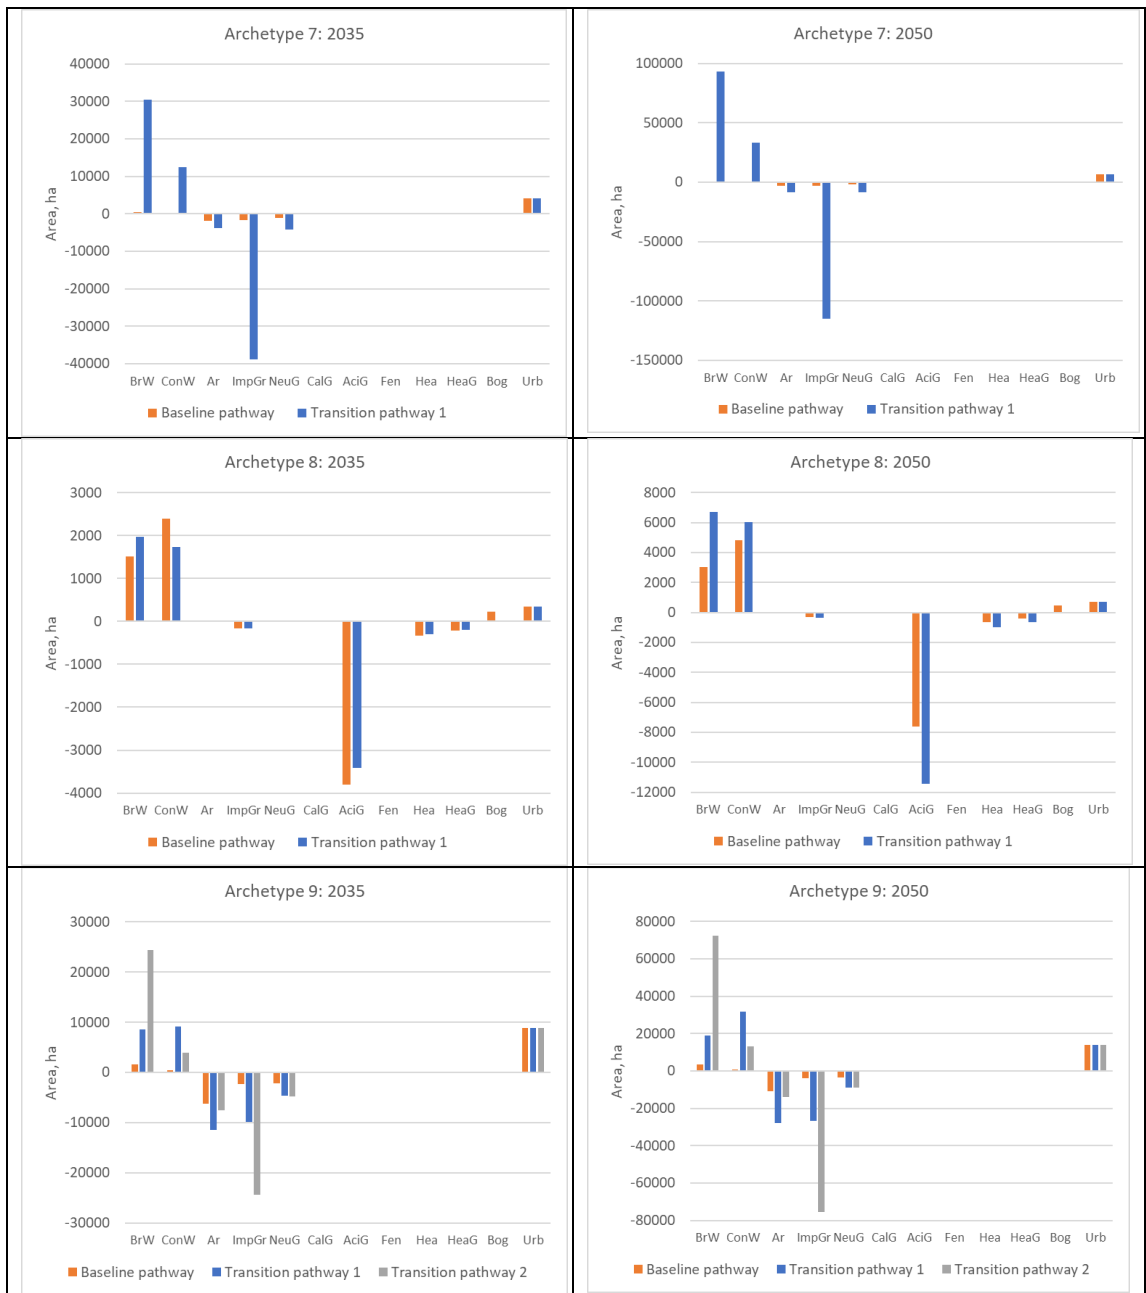 Archetype 7: 2035
Area, ha
40000
30000
20000
10000
0
-10000
-20000
-30000
-40000
BrW ConW Ar ImpGr NeuG CalG AciG Fen Hea HeaG Bog Urb
Baseline pathway Transition pathway 1
Archetype 7: 2050
Area, ha
100000
50000
0
-50000
-100000
-150000
BrW ConW Ar ImpGr NeuG CalG AciG Fen Hea HeaG Bog Urb
Baseline pathway Transition pathway 1
Archetype 8: 2035
Area, ha
3000
2000
1000
0
-1000
-2000
-3000
-4000
BrW ConW Ar ImpGr NeuG CalG AciG Fen Hea HeaG Bog Urb
Baseline pathway Transition pathway 1
Archetype 8: 2050
Area, ha
8000
6000
4000
2000
0
-2000
-4000
-6000
-8000
-10000
-12000
BrW ConW Ar ImpGr NeuG CalG AciG Fen Hea HeaG Bog Urb
Baseline pathway Transition pathway 1
Archetype 9: 2035
Area, ha
30000
20000
10000
0
-10000
-20000
-30000
BrW ConW Ar ImpGr NeuG CalG AciG Fen Hea HeaG Bog Urb
Baseline pathway Transition pathway 1 Transition pathway 2
Archetype 9: 2050
Area, ha
80000
60000
40000
20000
0
-20000
-40000
-60000
-80000
BrW ConW Ar ImpGr NeuG CalG AciG Fen Hea HeaG Bog Urb
Baseline pathway Transition pathway 1 Transition pathway 2